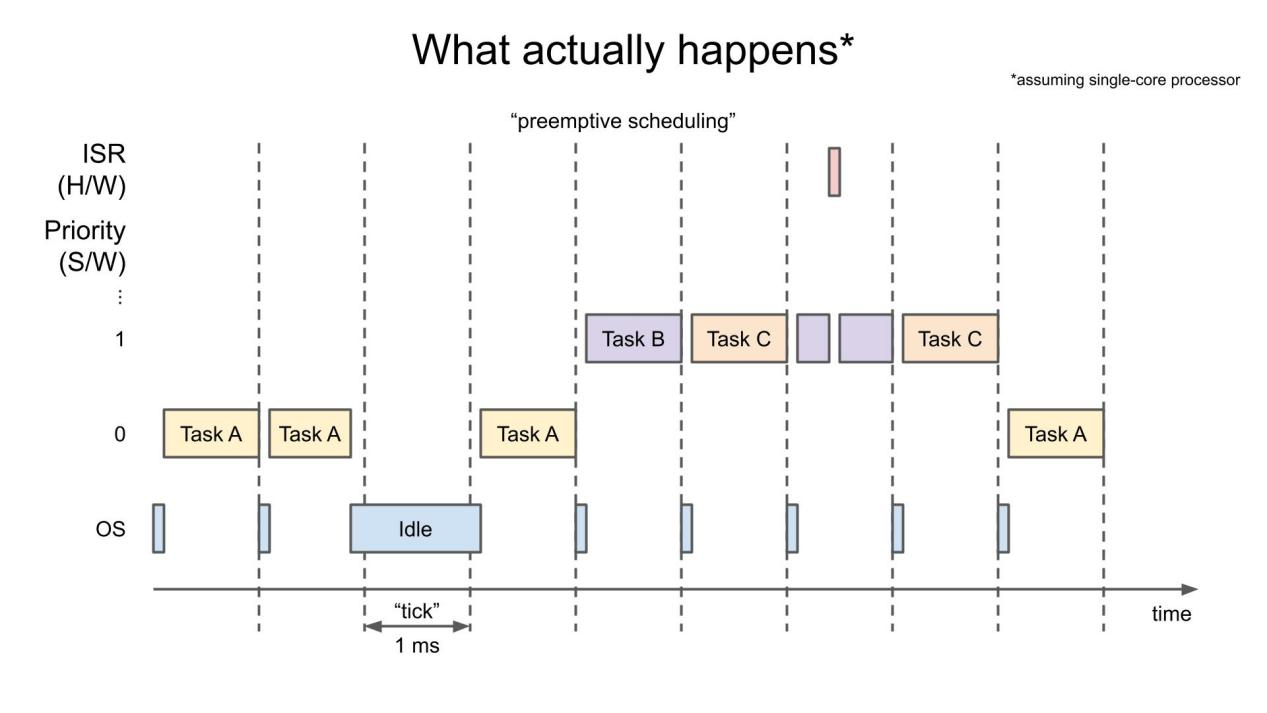 What actually happens*
*assuming single-core processor
“preemptive scheduling”
ISR
(H/W)
Priority
(S/W)
⋮
1
Task B
Task C
Task C
0
Task A
Task A
Task A
Task A
OS
Idle
“tick”
1 ms
time